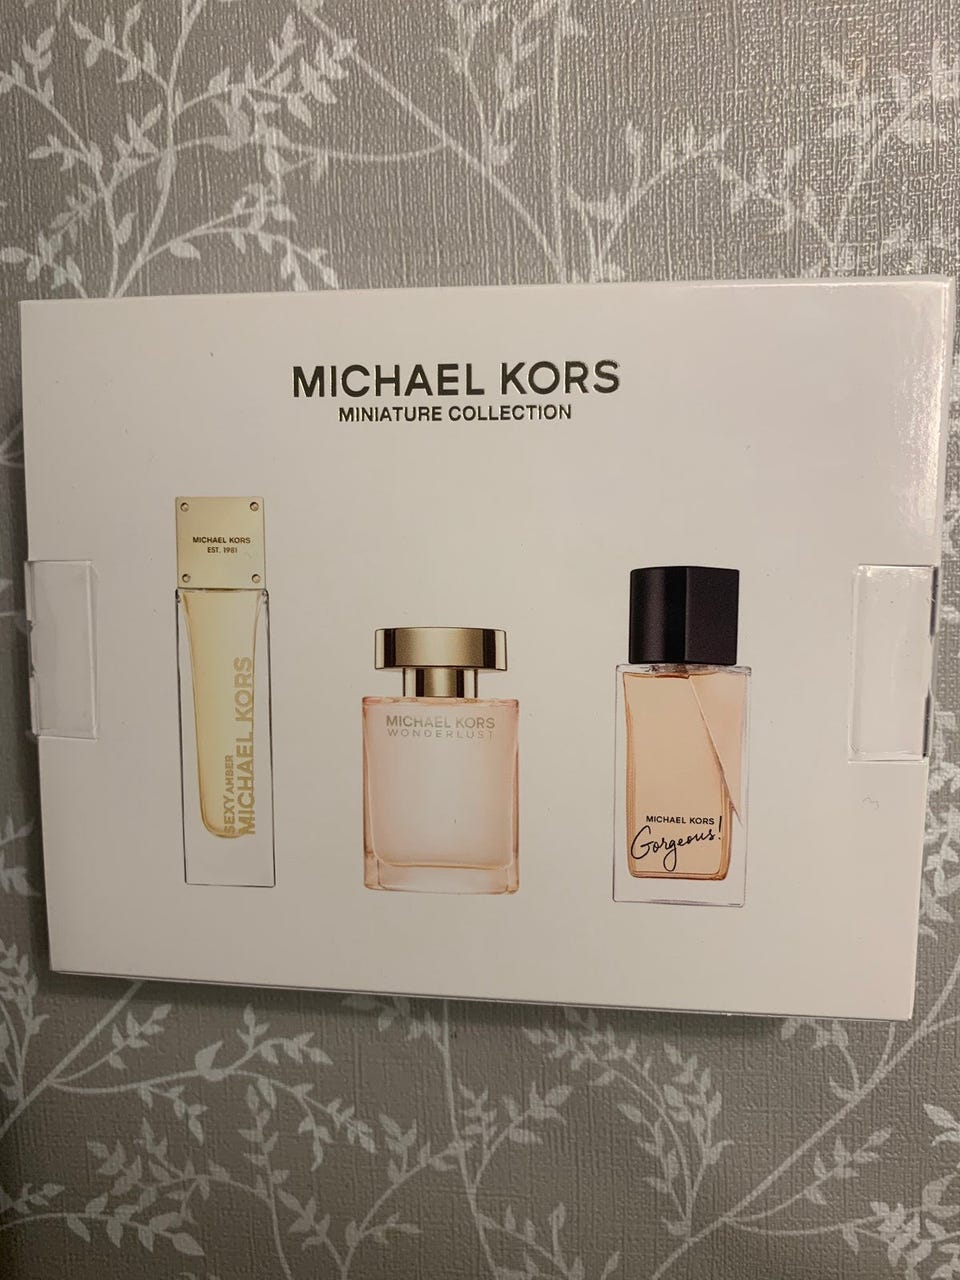 MICHAEL KORS
MINIATURE COLLECTION
MICHAEL KORS
EST. 1981
SEXY AMBER
MICHAEL KORS
MICHAEL KORS
WONDERLUST
MICHAEL KORS
Gorgeous!